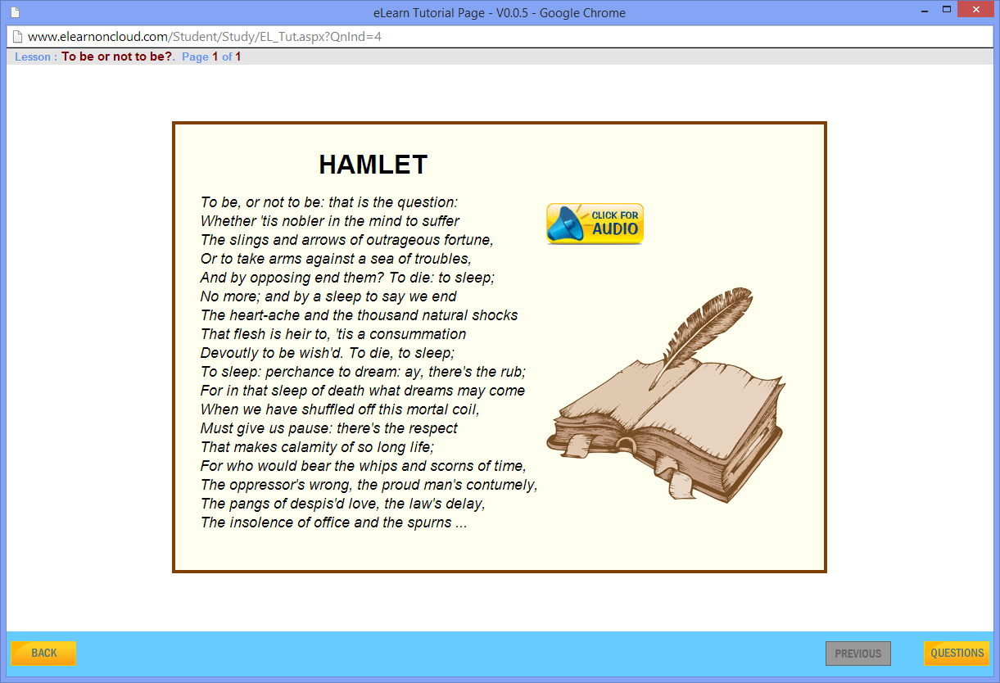 eLearn Tutorial Page - V0.0.5 - Google Chrome
www.elearnoncloud.com/Student/Study/EL_Tut.aspx?QnInd=4
Lesson : To be or not to be?. Page 1 of 1
HAMLET
To be, or not to be: that is the question:
Whether 'tis nobler in the mind to suffer
The slings and arrows of outrageous fortune,
Or to take arms against a sea of troubles,
And by opposing end them? To die: to sleep;
No more; and by a sleep to say we end
The heart-ache and the thousand natural shocks
That flesh is heir to, 'tis a consummation
Devoutly to be wish'd. To die, to sleep;
To sleep: perchance to dream: ay, there's the rub;
For in that sleep of death what dreams may come
When we have shuffled off this mortal coil,
Must give us pause: there's the respect
That makes calamity of so long life;
For who would bear the whips and scorns of time,
The oppressor's wrong, the proud man's contumely,
The pangs of despis'd love, the law's delay,
The insolence of office and the spurns ...
CLICK FOR
AUDIO
BACK
PREVIOUS
QUESTIONS